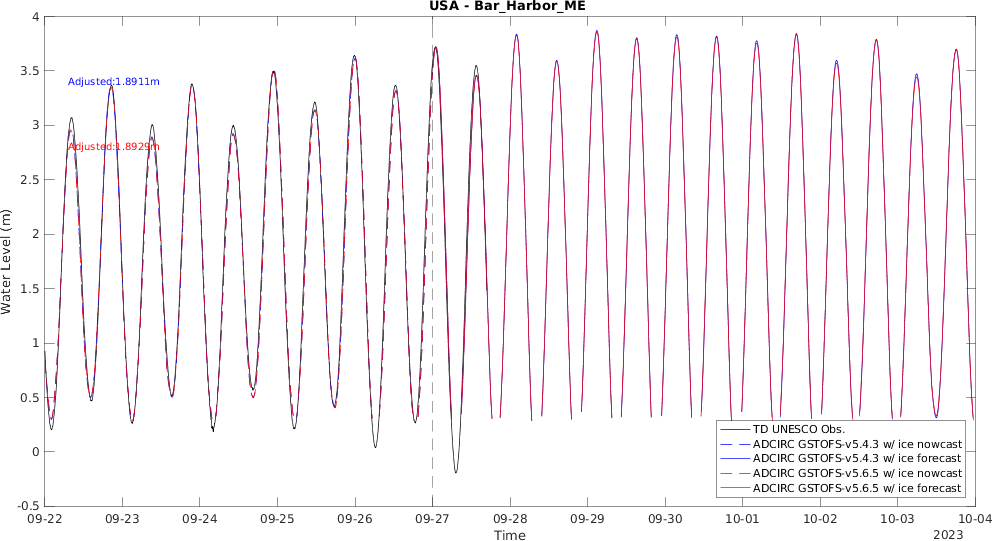 USA - Bar_Harbor_ME
4
3.5
3
2.5
2
1.5
1
0.5
0
-0.5
Water Level (m)
Adjusted:1.8911m
Adjusted:1.8929m
TD UNESCO Obs.
ADCIRC GSTOFS-v5.4.3 w/ ice nowcast
ADCIRC GSTOFS-v5.4.3 w/ ice forecast
ADCIRC GSTOFS-v5.6.5 w/ ice nowcast
ADCIRC GSTOFS-v5.6.5 w/ ice forecast
09-22 09-23 09-24 09-25 09-26 09-27 09-28 09-29 09-30 10-01 10-02 10-03 10-04
Time
2023